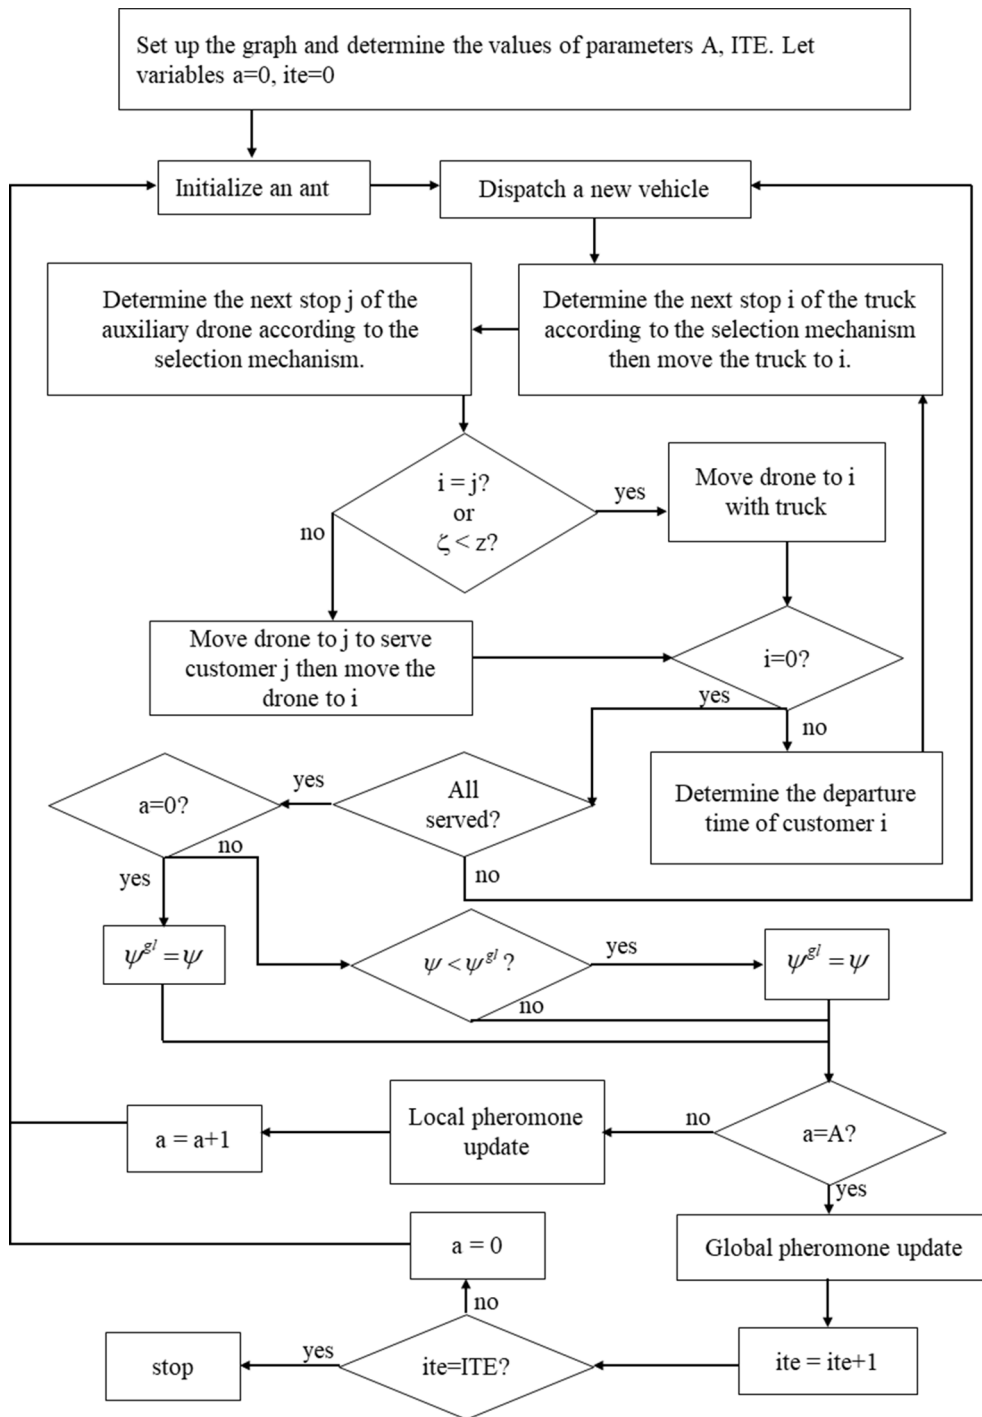 Set up the graph and determine the values of parameters A, ITE. Let
variables a=0, ite=0
Initialize an ant
Dispatch a new vehicle
Determine the next stop j of the
auxiliary drone according to the
selection mechanism.
Determine the next stop i of the truck
according to the selection mechanism
then move the truck to i.
i = j?
or
ζ < z?
yes
no
Move drone to i
with truck
Move drone to j to serve
customer j then move the
drone to i
i=0?
yes
no
Determine the departure
time of customer i
All
served?
yes
no
a=0?
no
yes
ψ^gl = ψ
ψ < ψ^gl ?
yes
no
ψ^gl = ψ
a=A?
no
yes
Local pheromone
update
a = a+1
Global pheromone update
a = 0
no
ite = ite+1
ite=ITE?
yes
stop